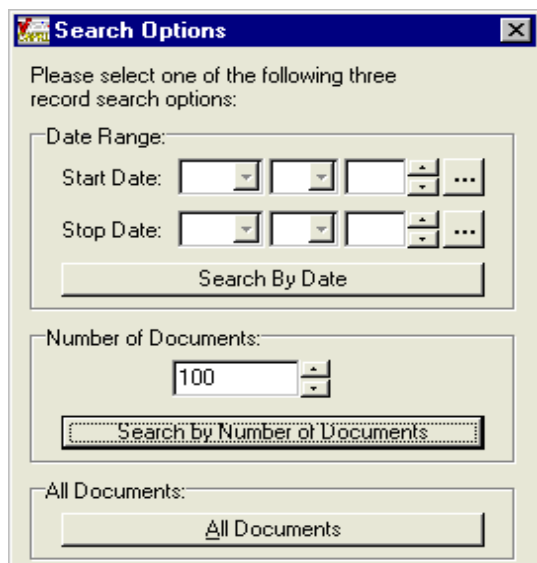 Search Options
Please select one of the following three
record search options:
Date Range:
Start Date:
...
Stop Date:
...
Search By Date
Number of Documents:
100
Search by Number of Documents
All Documents:
All Documents